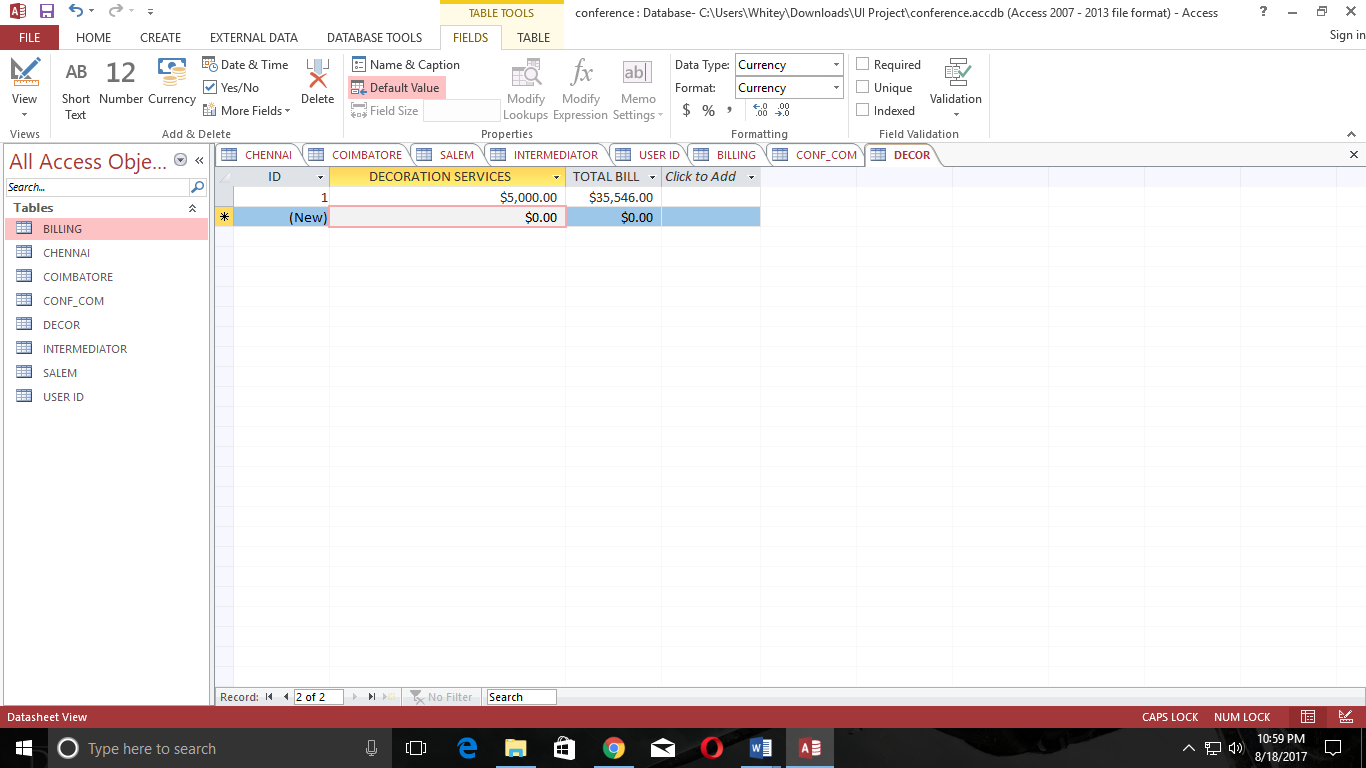 TABLE TOOLS
conference : Database- C:\Users\Whitey\Downloads\UI Project\conference.accdb (Access 2007 - 2013 file format) - Access
FILE HOME CREATE EXTERNAL DATA DATABASE TOOLS FIELDS TABLE Sign in
View
Views
AB Short Text
12 Number
Currency
Date & Time
Yes/No
More Fields
Delete
Add & Delete
Name & Caption
Default Value
Field Size
Modify Lookups
fx Modify Expression
ab Memo Settings
Properties
Data Type: Currency
Format: Currency
$ % , ←.0 .00 .00 →.0
Formatting
Required
Unique
Indexed
Validation
Field Validation
All Access Obje...
Search...
Tables
BILLING
CHENNAI
COIMBATORE
CONF_COM
DECOR
INTERMEDIATOR
SALEM
USER ID
CHENNAI COIMBATORE SALEM INTERMEDIATOR USER ID BILLING CONF_COM DECOR
ID DECORATION SERVICES TOTAL BILL Click to Add
1 $5,000.00 $35,546.00
(New) $0.00 $0.00
Record: 2 of 2 No Filter Search
Datasheet View CAPS LOCK NUM LOCK
Type here to search
10:59 PM
8/18/2017